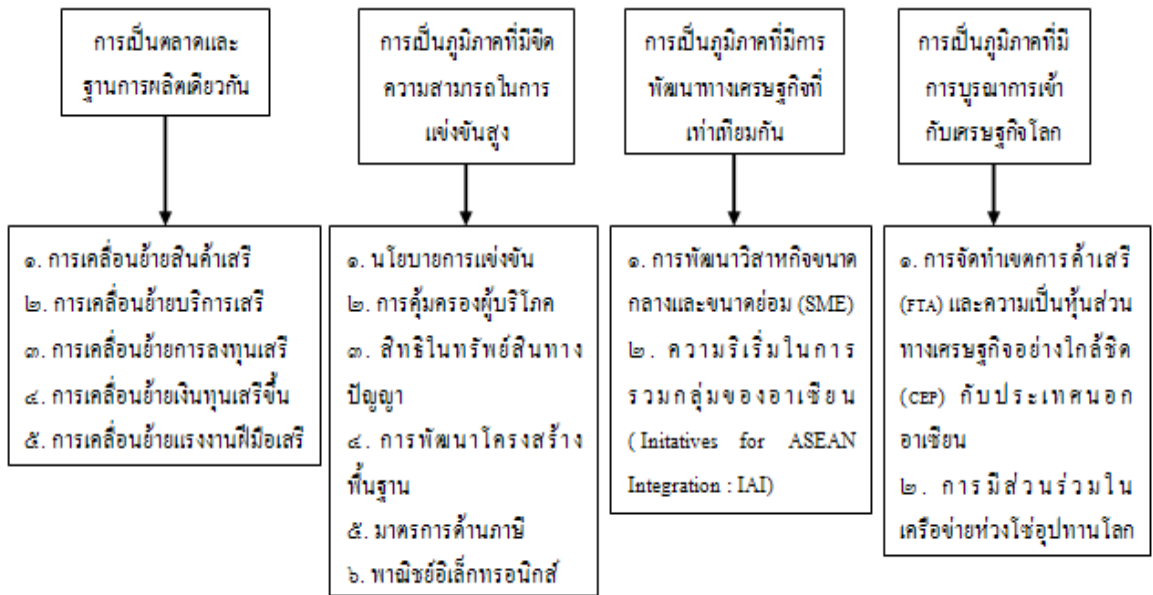 การเป็นตลาดและ
ฐานการผลิตเดียวกัน
การเป็นภูมิภาคที่มีขีด
ความสามารถในการ
แข่งขันสูง
การเป็นภูมิภาคที่มีการ
พัฒนาทางเศรษฐกิจที่
เท่าเทียมกัน
การเป็นภูมิภาคที่มี
การบูรณาการเข้า
กับเศรษฐกิจโลก
๑. การเคลื่อนย้ายสินค้าเสรี
๒. การเคลื่อนย้ายบริการเสรี
๓. การเคลื่อนย้ายการลงทุนเสรี
๔. การเคลื่อนย้ายเงินทุนเสรีขึ้น
๕. การเคลื่อนย้ายแรงงานฝีมือเสรี
๑. นโยบายการแข่งขัน
๒. การคุ้มครองผู้บริโภค
๓. สิทธิในทรัพย์สินทาง
ปัญญา
๔. การพัฒนาโครงสร้าง
พื้นฐาน
๕. มาตรการด้านภาษี
๖. พาณิชย์อิเล็กทรอนิกส์
๑. การพัฒนาวิสาหกิจขนาด
กลางและขนาดย่อม (SME)
๒. ความริเริ่มในการ
รวมกลุ่มของอาเซียน
(Initatives for ASEAN
Integration : IAI)
๑. การจัดทำเขตการค้าเสรี
(FTA) และความเป็นหุ้นส่วน
ทางเศรษฐกิจอย่างใกล้ชิด
(CEP) กับประเทศนอก
อาเซียน
๒. การมีส่วนร่วมใน
เครือข่ายห่วงโซ่อุปทานโลก